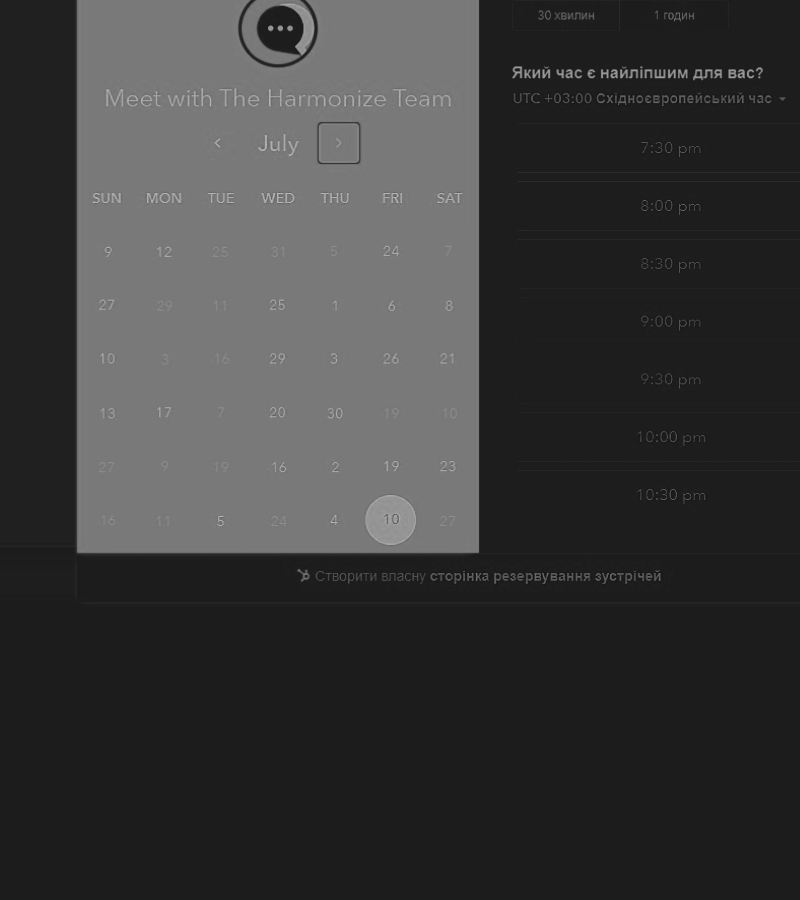 30 хвилин 1 годин
Meet with The Harmonize Team
July
SUN MON TUE WED THU FRI SAT
9 12 25 31 5 24 7
27 29 11 25 1 6 8
10 3 16 29 3 26 21
13 17 7 20 30 19 10
27 9 19 16 2 19 23
16 11 5 24 4 10 27
Який час є найліпшим для вас?
UTC +03:00 Східноєвропейський час
7:30 pm
8:00 pm
8:30 pm
9:00 pm
9:30 pm
10:00 pm
10:30 pm
Створити власну сторінка резервування зустрічей